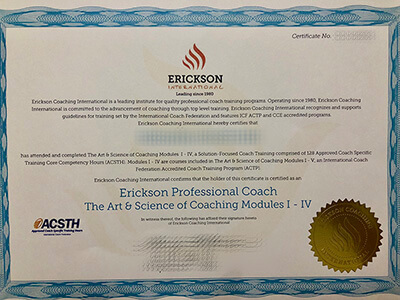 Certificate No.
ERICKSON
INTERNATIONAL
Leading since 1980
Erickson Coaching International is a leading institute for quality professional coach training programs. Operating since 1980, Erickson Coaching
International is committed to the advancement of coaching through top level training. Erickson Coaching International recognizes and supports
guidelines for training set by the International Coach Federation and features ICF ACTP and CCE accredited programs.
Erickson Coaching International hereby certifies that
has attended and completed The Art & Science of Coaching Modules I - IV, a Solution-Focused Coach Training comprised of 128 Approved Coach Specific
Training Core Competency Hours (ACSTH). Modules I - IV are courses included in The Art & Science of Coaching Modules I - V, an International Coach
Federation Accredited Coach Training Program (ACTP).
Erickson Coaching International confirms that the holder of this certificate is certified as an
Erickson Professional Coach
The Art & Science of Coaching Modules I - IV
In witness thereof, the following has affixed their signature hereto
of Erickson Coaching International
ACSTH
Approved Coach Specific Training Hours